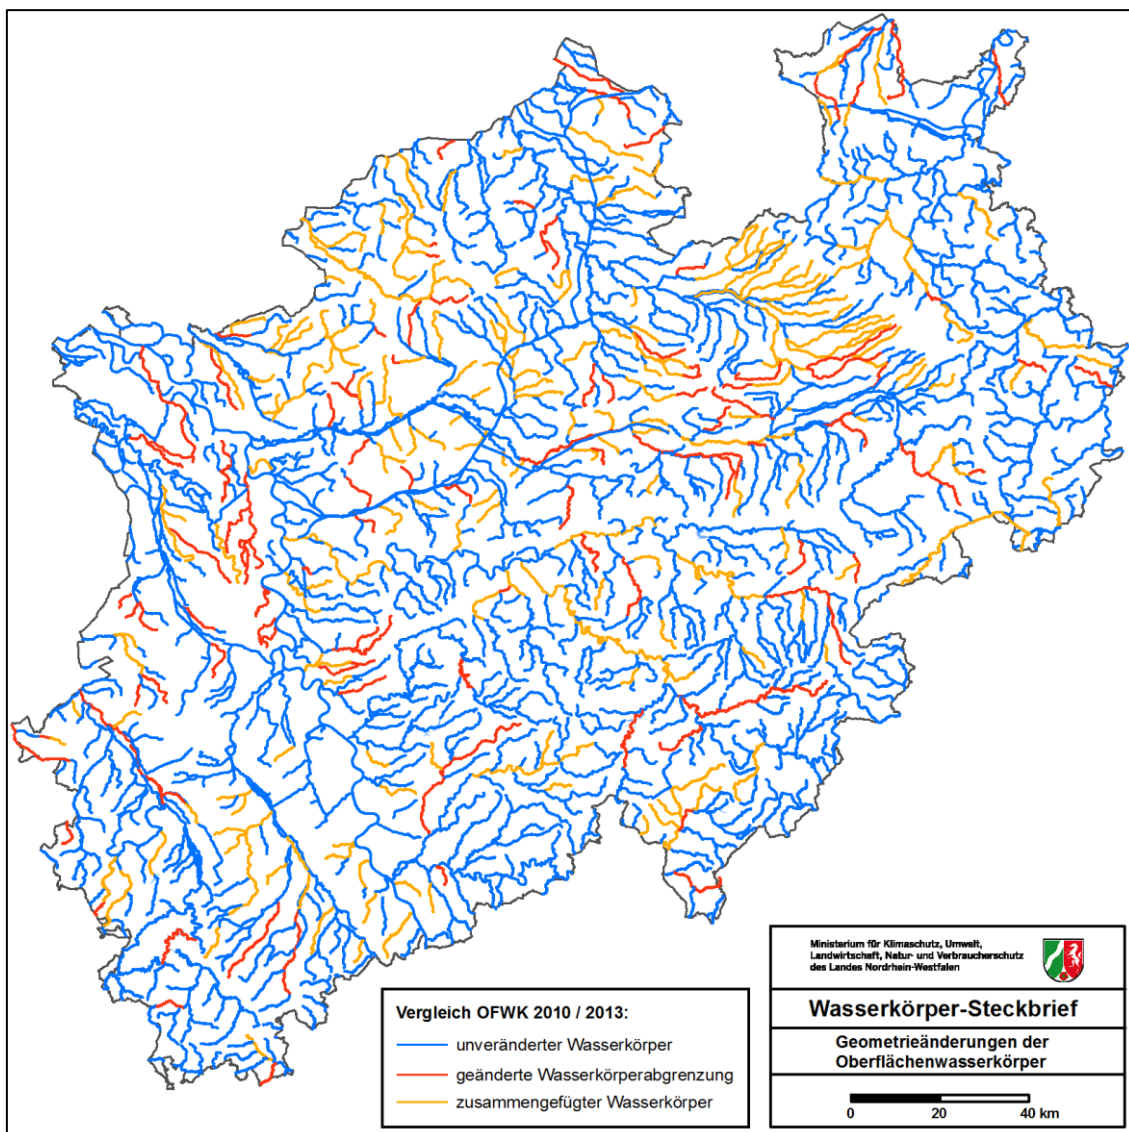 Ministerium für Klimaschutz, Umwelt,
Landwirtschaft, Natur- und Verbraucherschutz
des Landes Nordrhein-Westfalen
Wasserkörper-Steckbrief
Geometrieänderungen der
Oberflächenwasserkörper
0 20 40 km
Vergleich OFWK 2010 / 2013:
unveränderter Wasserkörper
geänderte Wasserkörperabgrenzung
zusammengefügter Wasserkörper